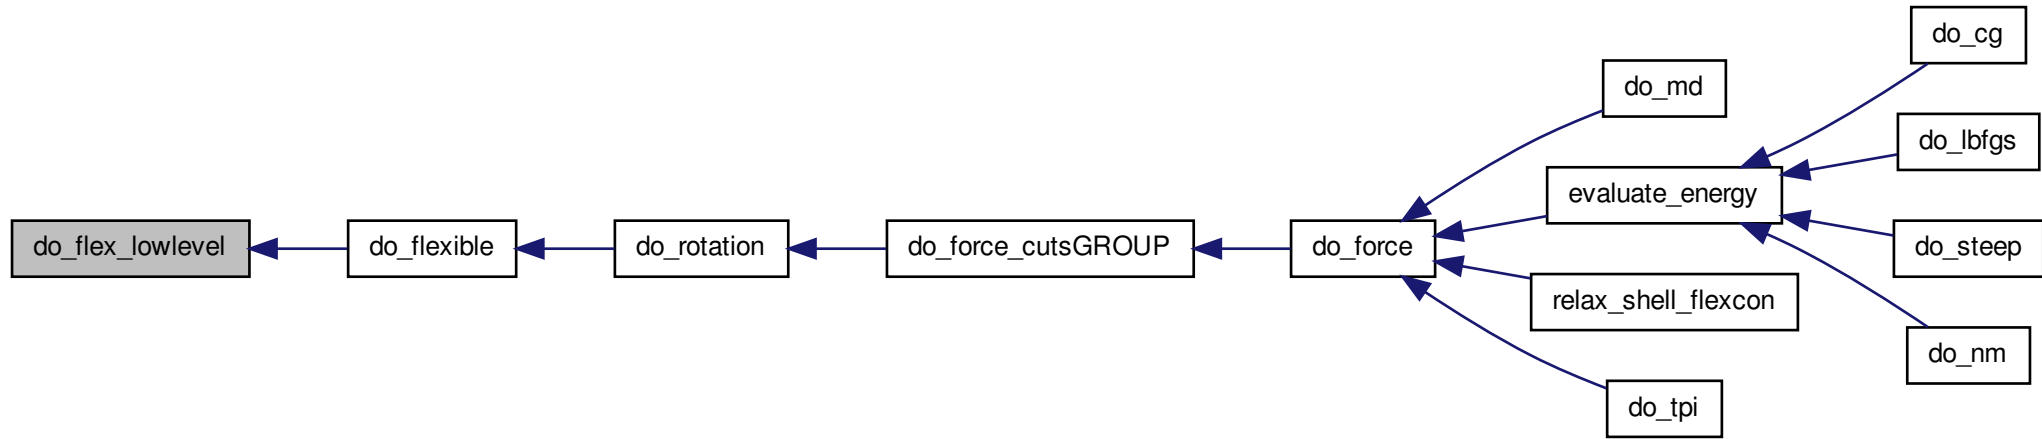 do_flex_lowlevel
do_flexible
do_rotation
do_force_cutsGROUP
do_force
do_md
evaluate_energy
relax_shell_flexcon
do_tpi
do_cg
do_lbfgs
do_steep
do_nm